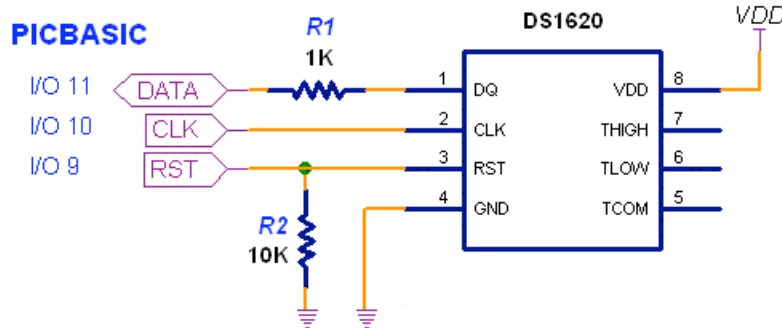 DS1620
VDD
PICBASIC
R1
1K
I/O 11
DATA
1
DQ
VDD
8
I/O 10
CLK
2
CLK
THIGH
7
I/O 9
RST
3
RST
TLOW
6
4
GND
TCOM
5
R2
10K